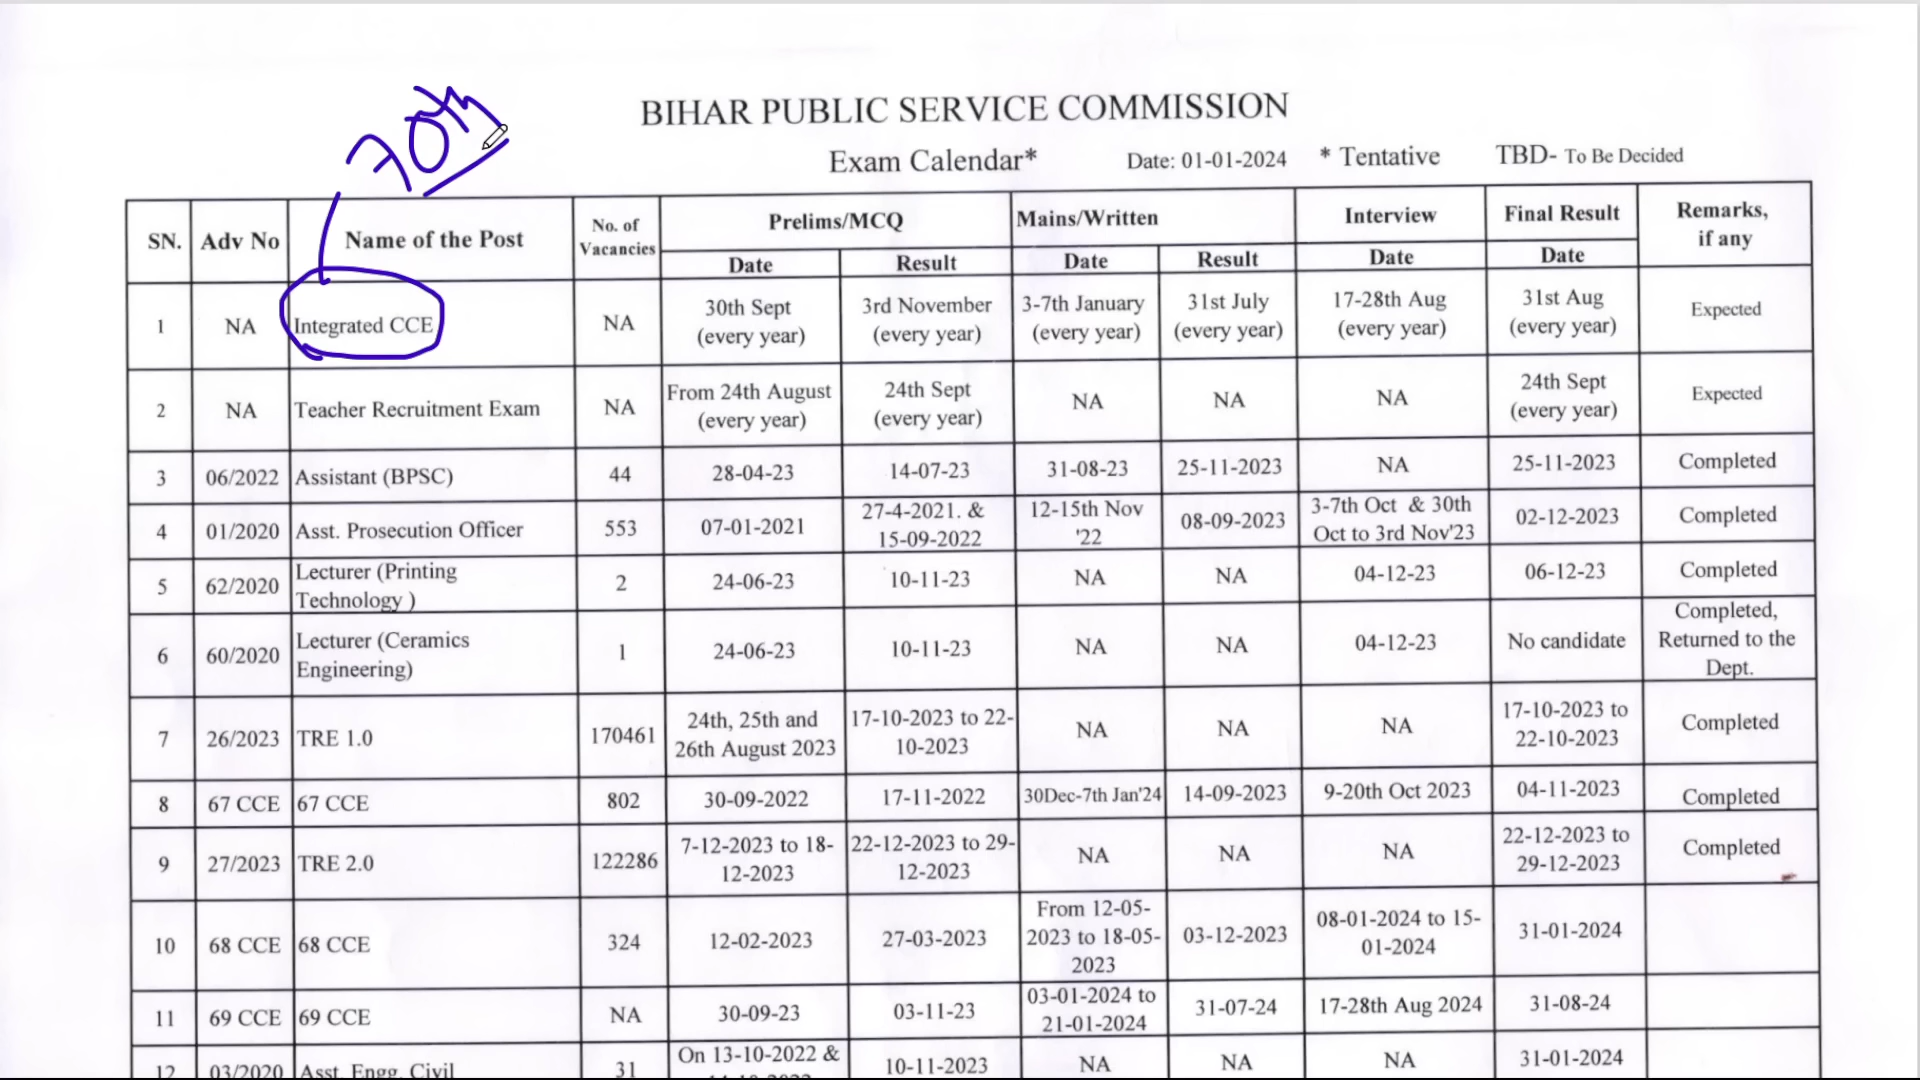 70th
BIHAR PUBLIC SERVICE COMMISSION
Exam Calendar* Date: 01-01-2024 * Tentative TBD- To Be Decided
SN. Adv No Name of the Post No. of Vacancies Prelims/MCQ Mains/Written Interview Final Result Remarks, if any
Date Result Date Result Date Date
1 NA Integrated CCE NA 30th Sept (every year) 3rd November (every year) 3-7th January (every year) 31st July (every year) 17-28th Aug (every year) 31st Aug (every year) Expected
2 NA Teacher Recruitment Exam NA From 24th August (every year) 24th Sept (every year) NA NA NA 24th Sept (every year) Expected
3 06/2022 Assistant (BPSC) 44 28-04-23 14-07-23 31-08-23 25-11-2023 NA 25-11-2023 Completed
4 01/2020 Asst. Prosecution Officer 553 07-01-2021 27-4-2021. & 15-09-2022 12-15th Nov '22 08-09-2023 3-7th Oct & 30th Oct to 3rd Nov'23 02-12-2023 Completed
5 62/2020 Lecturer (Printing Technology ) 2 24-06-23 10-11-23 NA NA 04-12-23 06-12-23 Completed
6 60/2020 Lecturer (Ceramics Engineering) 1 24-06-23 10-11-23 NA NA 04-12-23 No candidate Completed, Returned to the Dept.
7 26/2023 TRE 1.0 170461 24th, 25th and 26th August 2023 17-10-2023 to 22-10-2023 NA NA NA 17-10-2023 to 22-10-2023 Completed
8 67 CCE 67 CCE 802 30-09-2022 17-11-2022 30Dec-7th Jan'24 14-09-2023 9-20th Oct 2023 04-11-2023 Completed
9 27/2023 TRE 2.0 122286 7-12-2023 to 18-12-2023 22-12-2023 to 29-12-2023 NA NA NA 22-12-2023 to 29-12-2023 Completed
10 68 CCE 68 CCE 324 12-02-2023 27-03-2023 From 12-05-2023 to 18-05-2023 03-12-2023 08-01-2024 to 15-01-2024 31-01-2024
11 69 CCE 69 CCE NA 30-09-23 03-11-23 03-01-2024 to 21-01-2024 31-07-24 17-28th Aug 2024 31-08-24
12 03/2020 Asst. Engg. Civil 31 On 13-10-2022 & 10-11-2023 NA NA NA 31-01-2024